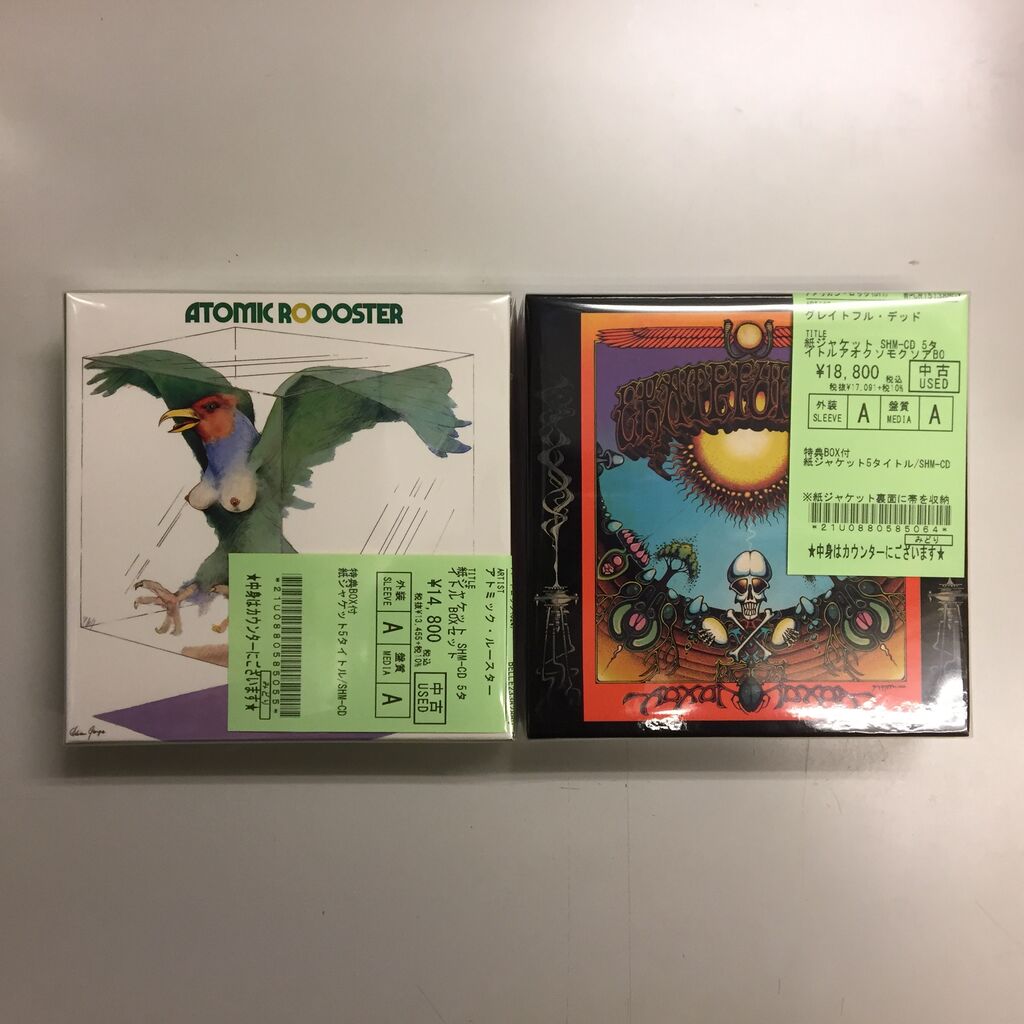 ATOMIC ROOOSTER
ARTIST
アトミック・ルースター
TITLE
紙ジャケット SHM-CD 5タ
イトル BOXセット
¥14,800 税込
税抜¥13,455+税10%
中古
USED
外装
SLEEVE
A
盤質
MEDIA
A
特典BOX付
紙ジャケット5タイトル/SHM-CD
*21U0880585055*
みどり
★中身はカウンターにございます★
グレイトフル・デッド
TITLE
紙ジャケット SHM-CD 5タ
イトルアオクソモクソアBO
¥18,800 税込
税抜¥17,091+税10%
中古
USED
外装
SLEEVE
A
盤質
MEDIA
A
特典BOX付
紙ジャケット5タイトル/SHM-CD
※紙ジャケット裏面に帯を収納
*21U0880585064*
みどり
★中身はカウンターにございます★